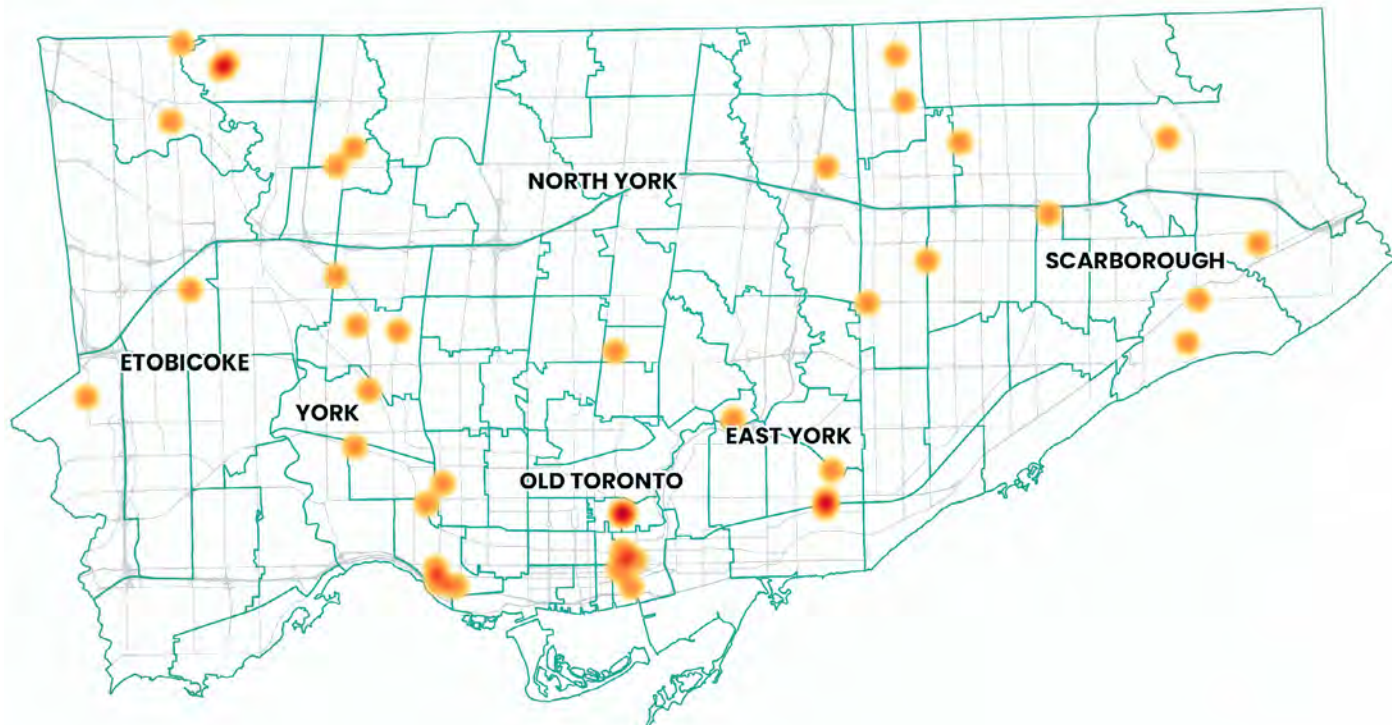 NORTH YORK
SCARBOROUGH
ETOBICOKE
YORK
EAST YORK
OLD TORONTO